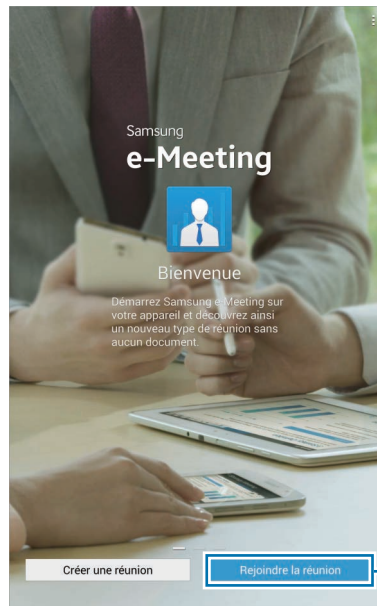 Samsung
e-Meeting
Bienvenue
Démarrez Samsung e-Meeting sur
votre appareil et découvrez ainsi
un nouveau type de réunion sans
aucun document.
Créer une réunion
Rejoindre la réunion